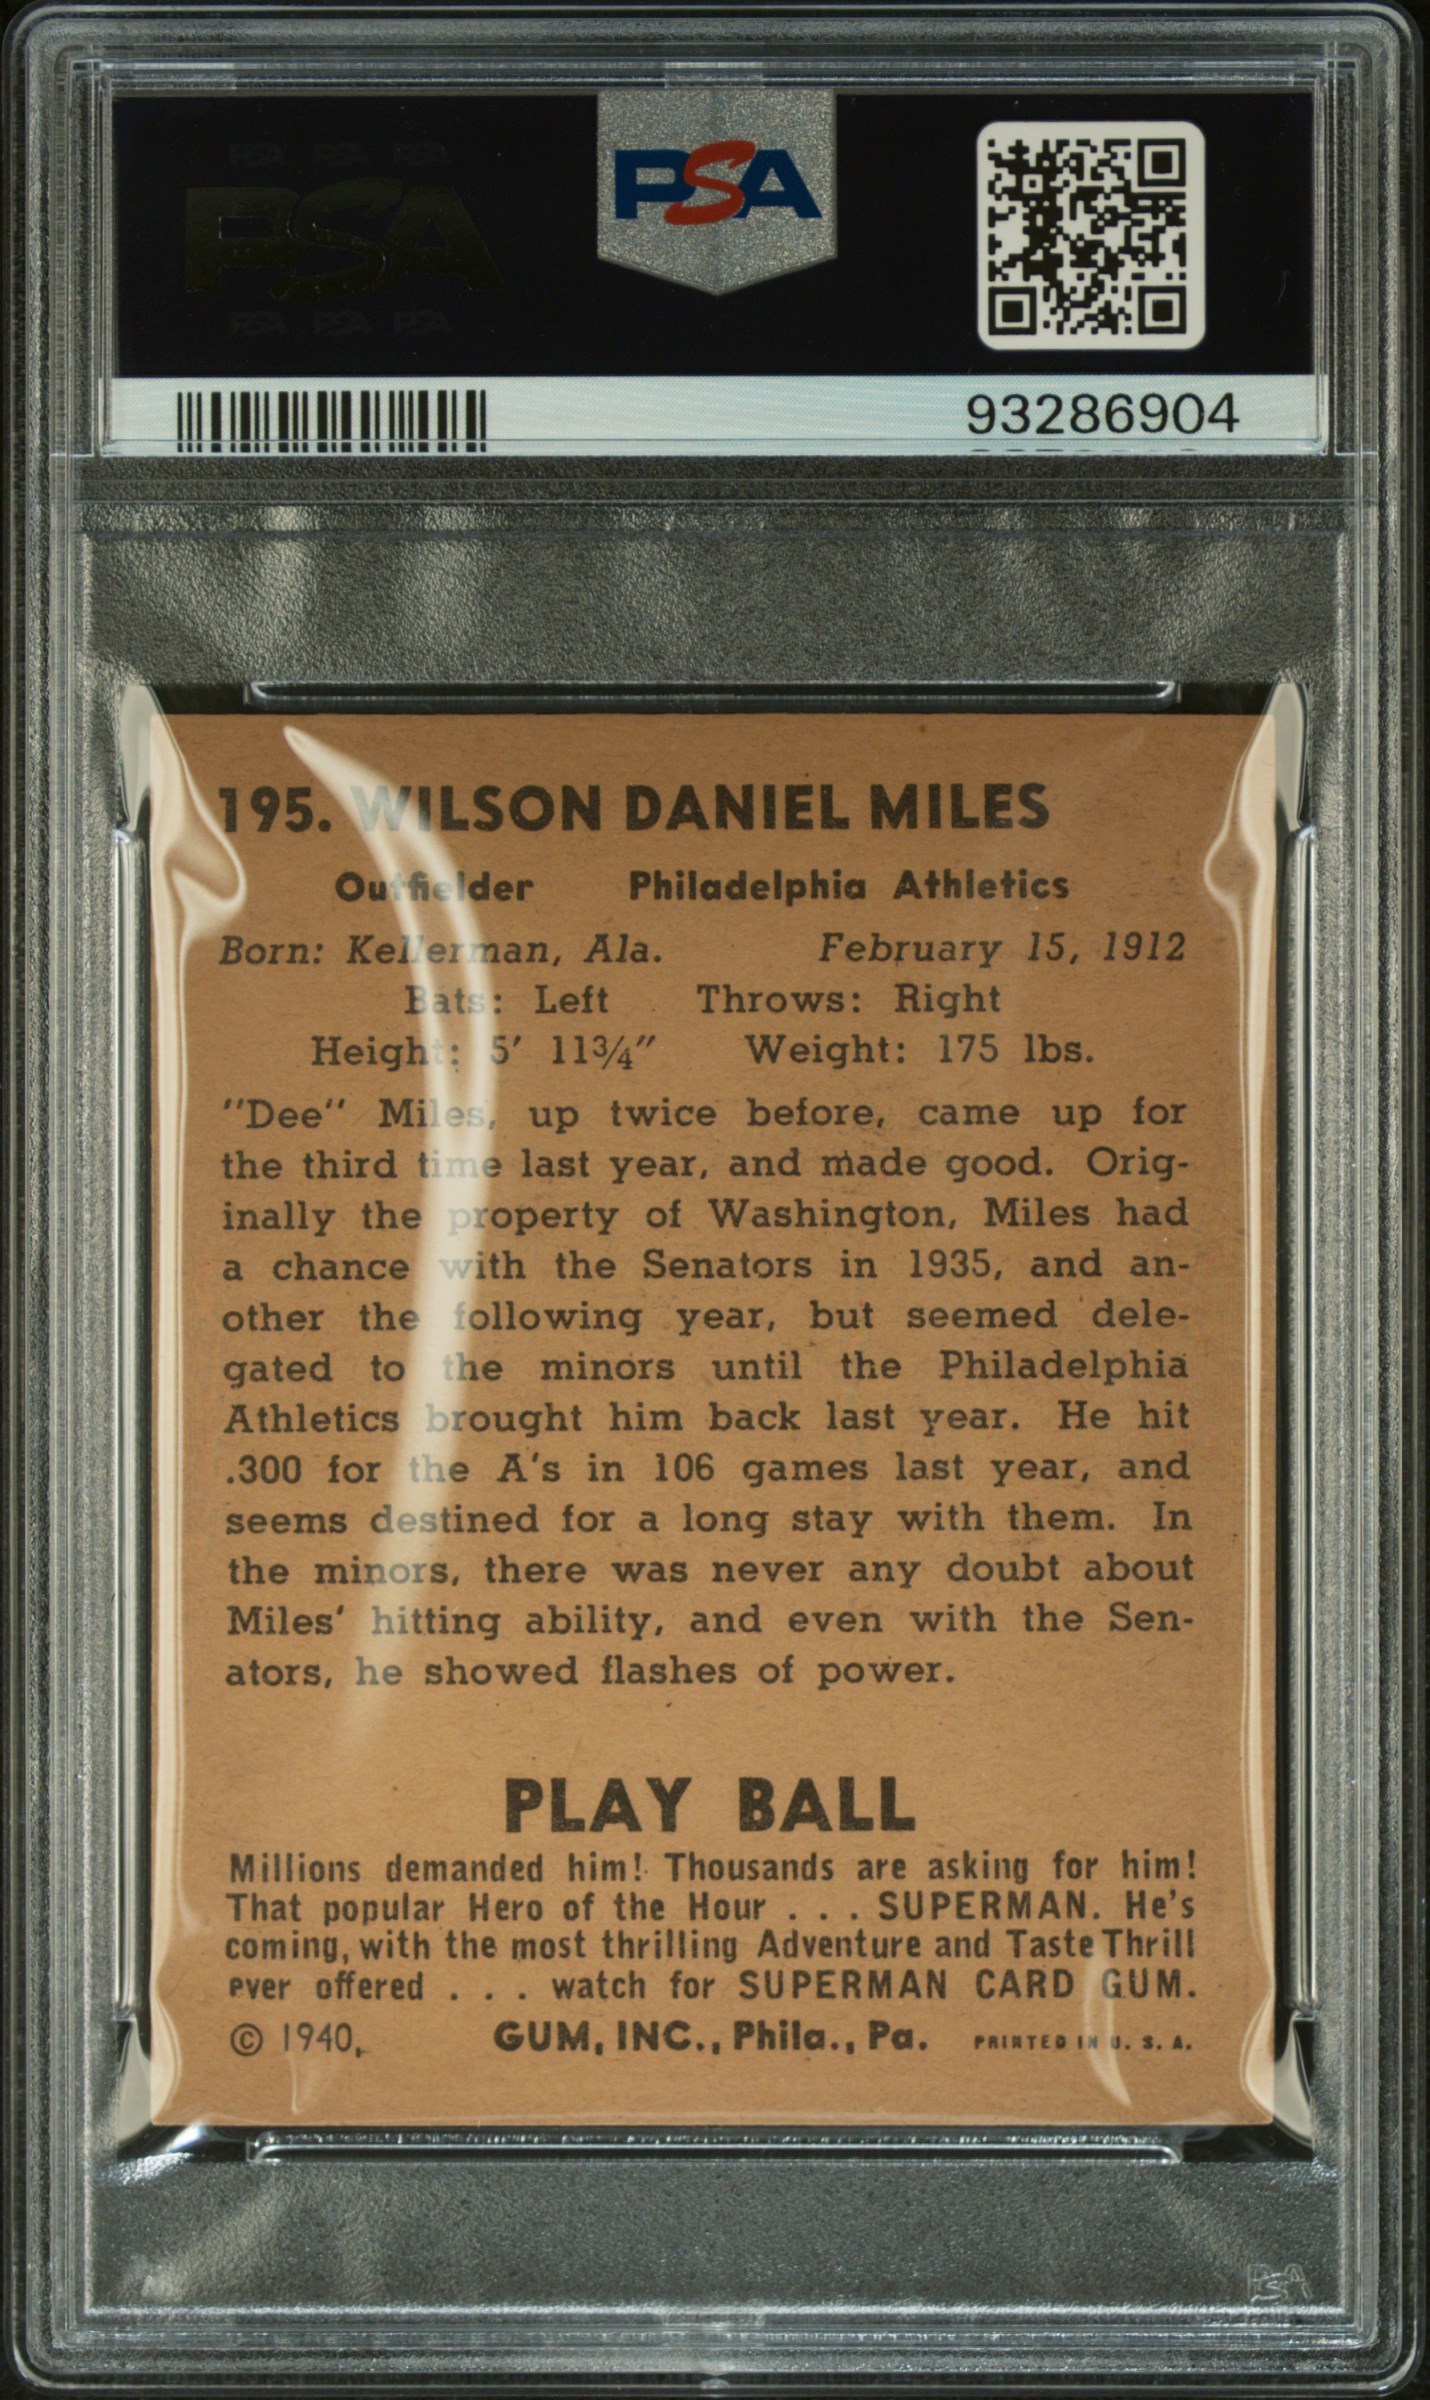 PSA PSA PSA
PSA
PSA PSA PSA
PSA
93286904
195. WILSON DANIEL MILES
Outfielder Philadelphia Athletics
Born: Kellerman, Ala. February 15, 1912
Bats: Left Throws: Right
Height: 5′ 11¾″ Weight: 175 lbs.
"Dee" Miles, up twice before, came up for
the third time last year, and made good. Orig-
inally the property of Washington, Miles had
a chance with the Senators in 1935, and an-
other the following year, but seemed dele-
gated to the minors until the Philadelphia
Athletics brought him back last year. He hit
.300 for the A's in 106 games last year, and
seems destined for a long stay with them. In
the minors, there was never any doubt about
Miles' hitting ability, and even with the Sen-
ators, he showed flashes of power.
PLAY BALL
Millions demanded him! Thousands are asking for him!
That popular Hero of the Hour . . . SUPERMAN. He's
coming, with the most thrilling Adventure and Taste Thrill
ever offered . . . watch for SUPERMAN CARD GUM.
© 1940, GUM, INC., Phila., Pa. PRINTED IN U. S. A.
PSA